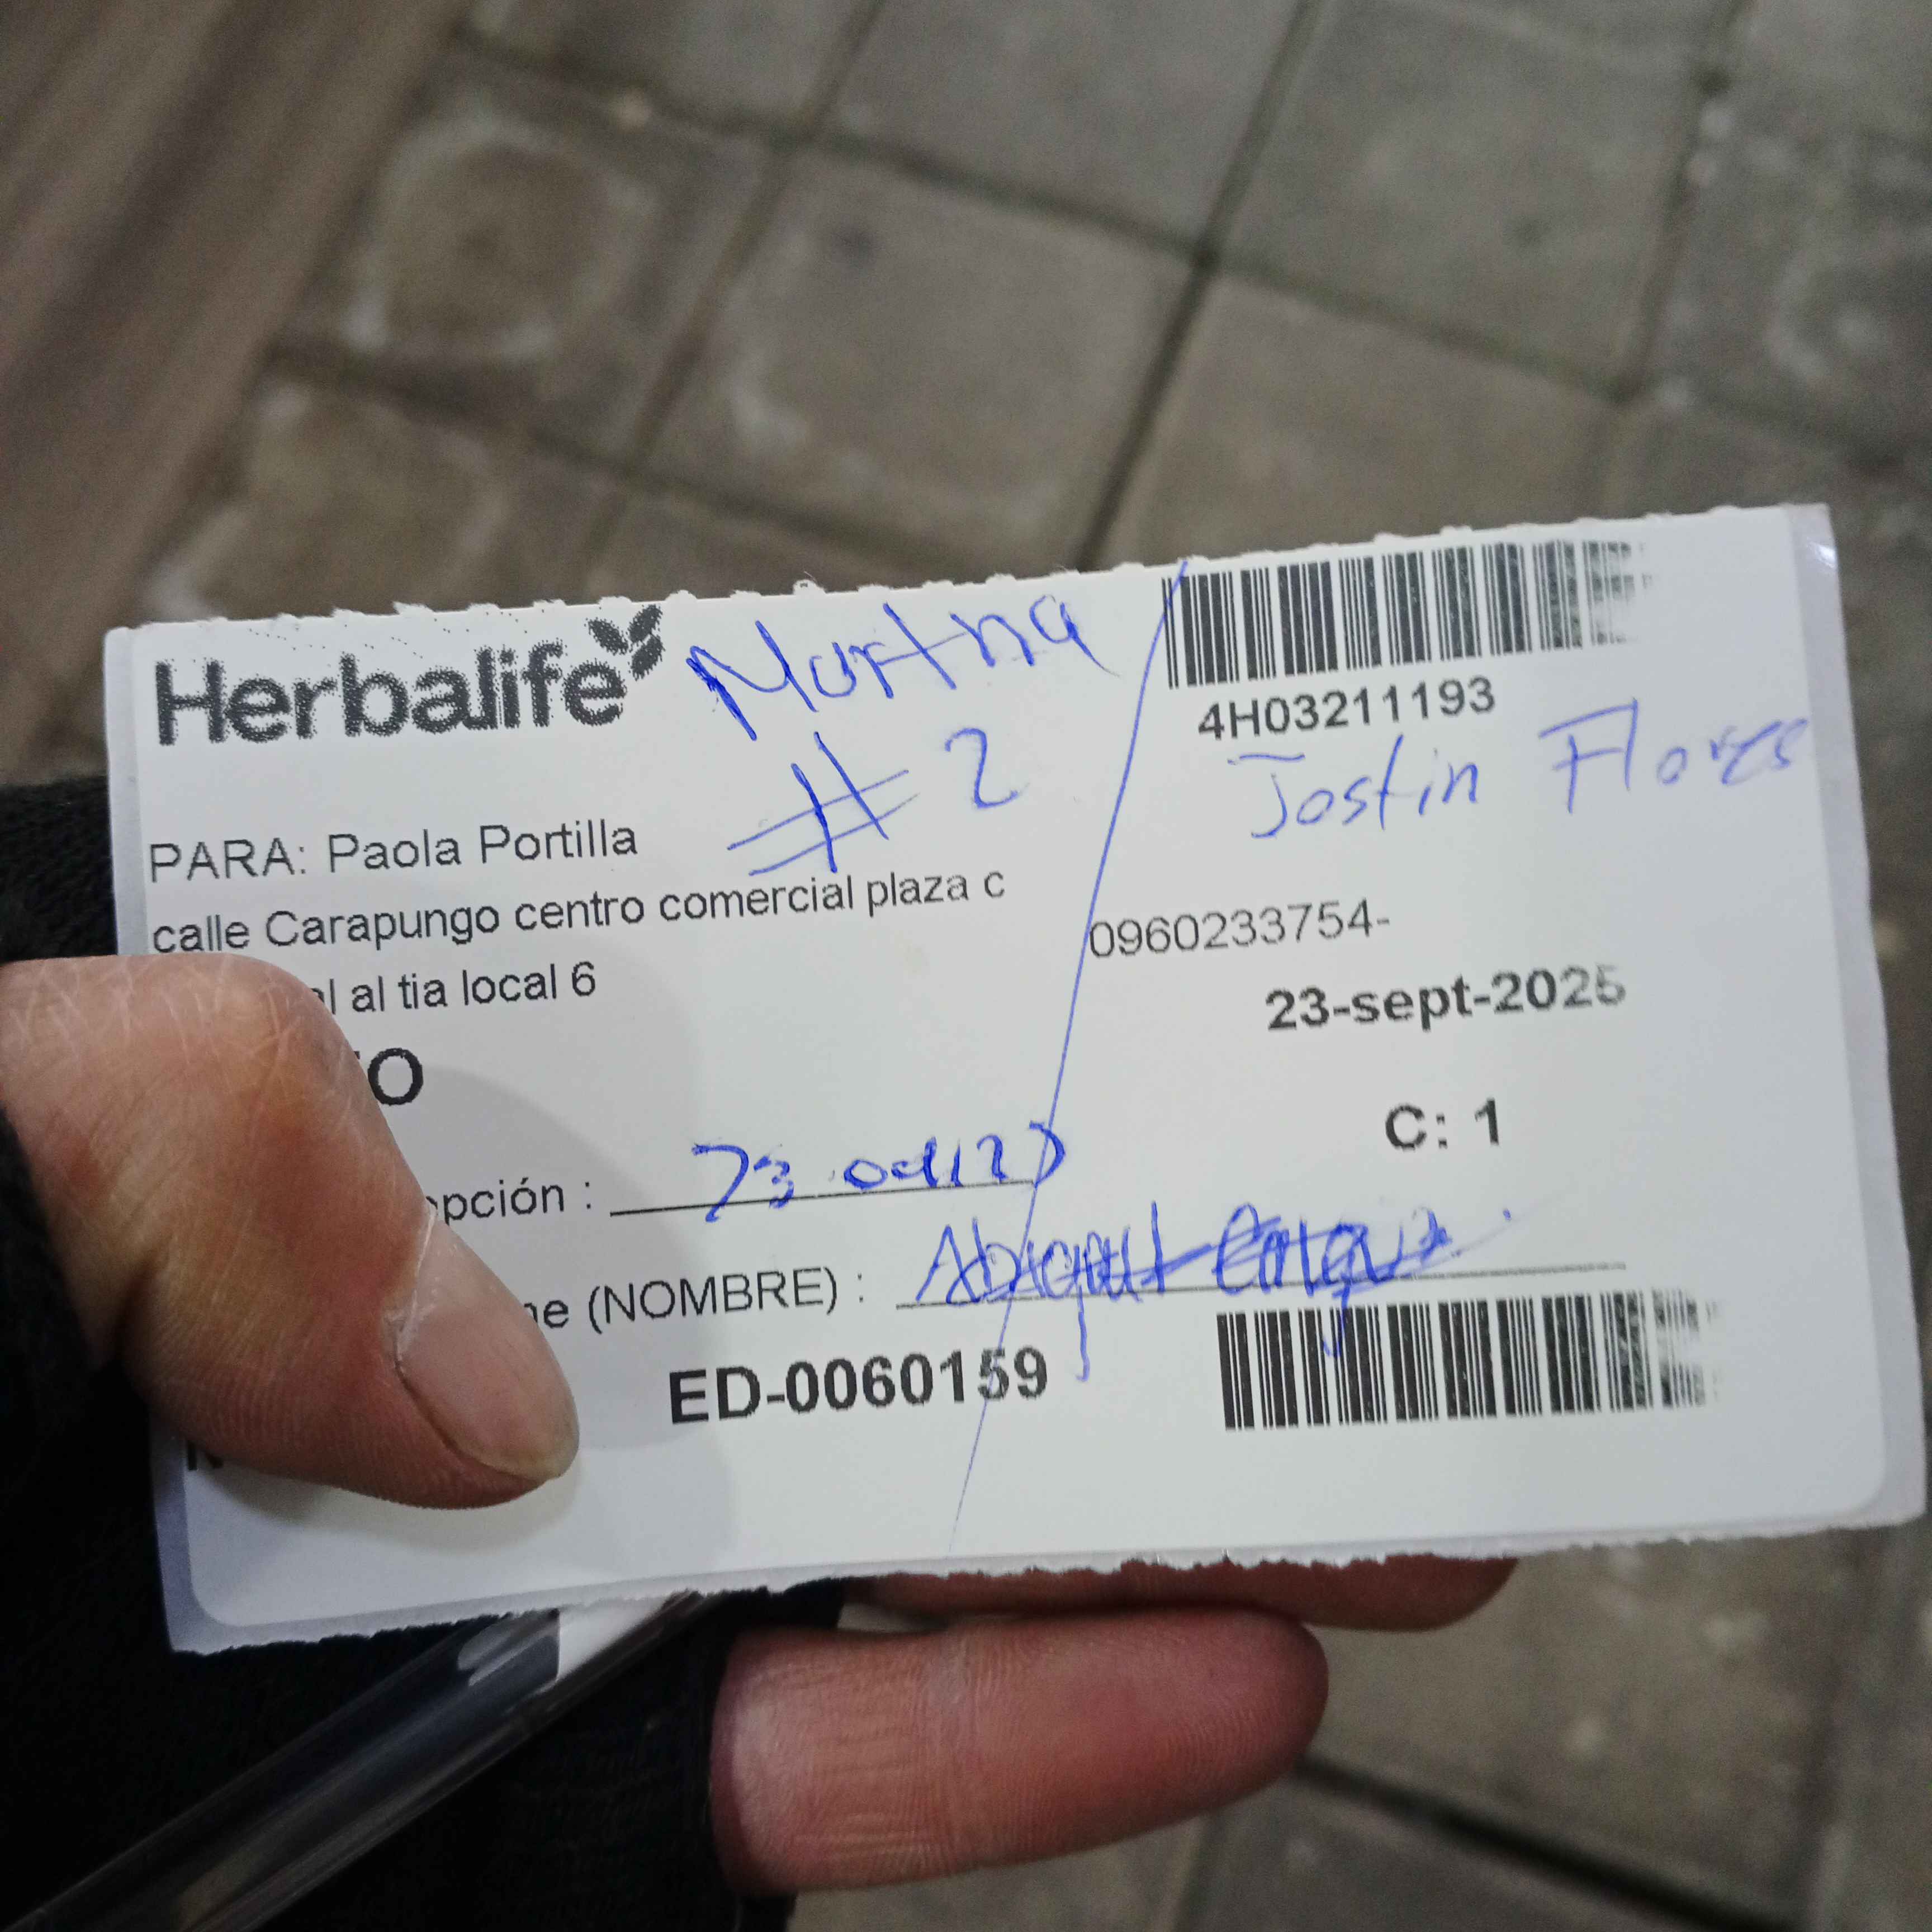 Herbalife
Martha
# 2
4H03211193
Jostin Flores
PARA: Paola Portilla
calle Carapungo centro comercial plaza c
0960233754-
al tia local 6
23-sept-2025
O
C: 1
pción :
(NOMBRE) :
ED-0060159